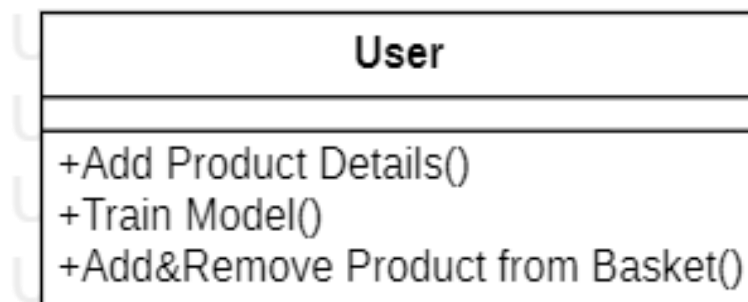 User
+Add Product Details()
+Train Model()
+Add&Remove Product from Basket()